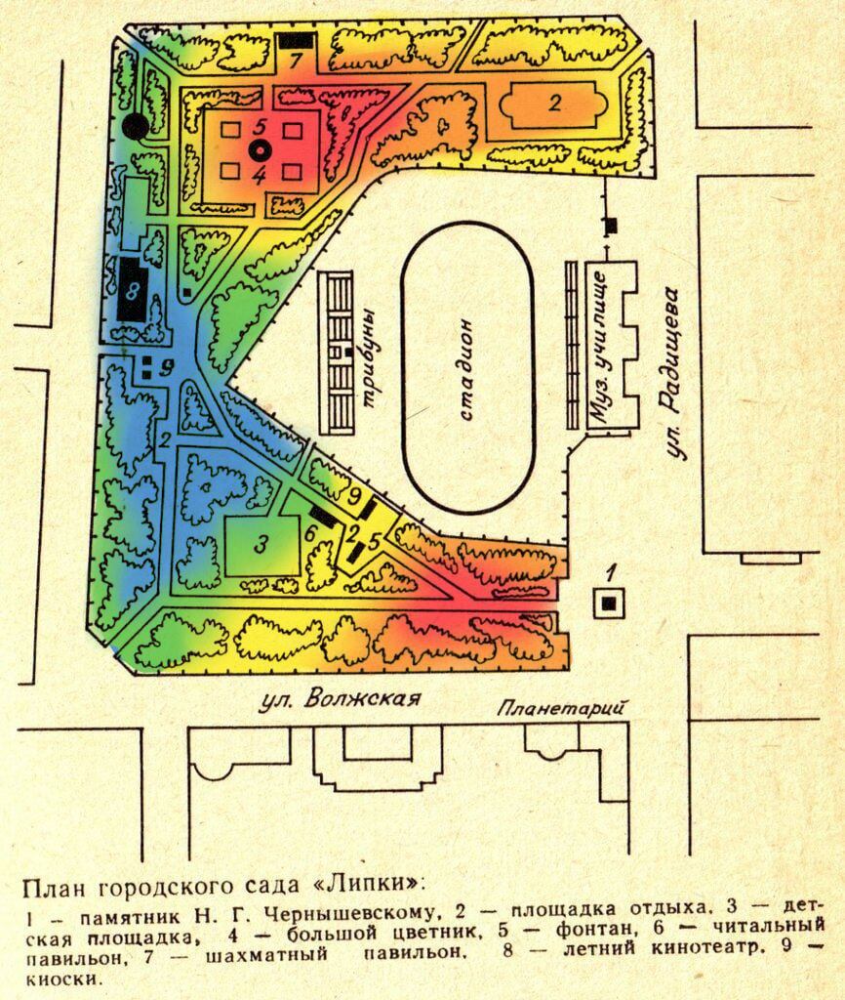 7
5
2
4
8
трибуны
стадион
Муз. училище
ул. Радищева
9
2
9
3
6
2
5
1
ул. Волжская
Планетарий
План городского сада «Липки»:
1 — памятник Н. Г. Чернышевскому, 2 — площадка отдыха, 3 — дет-
ская площадка, 4 — большой цветник, 5 — фонтан, 6 — читальный
павильон, 7 — шахматный павильон, 8 — летний кинотеатр, 9 —
киоски.